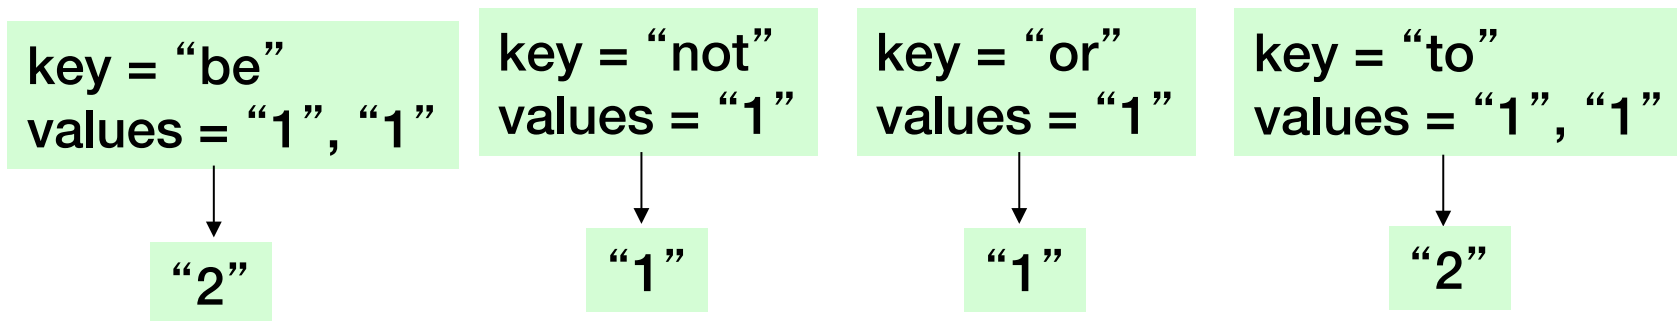 key = “be”
values = “1”, “1”
“2”
key = “not”
values = “1”
“1”
key = “or”
values = “1”
“1”
key = “to”
values = “1”, “1”
“2”